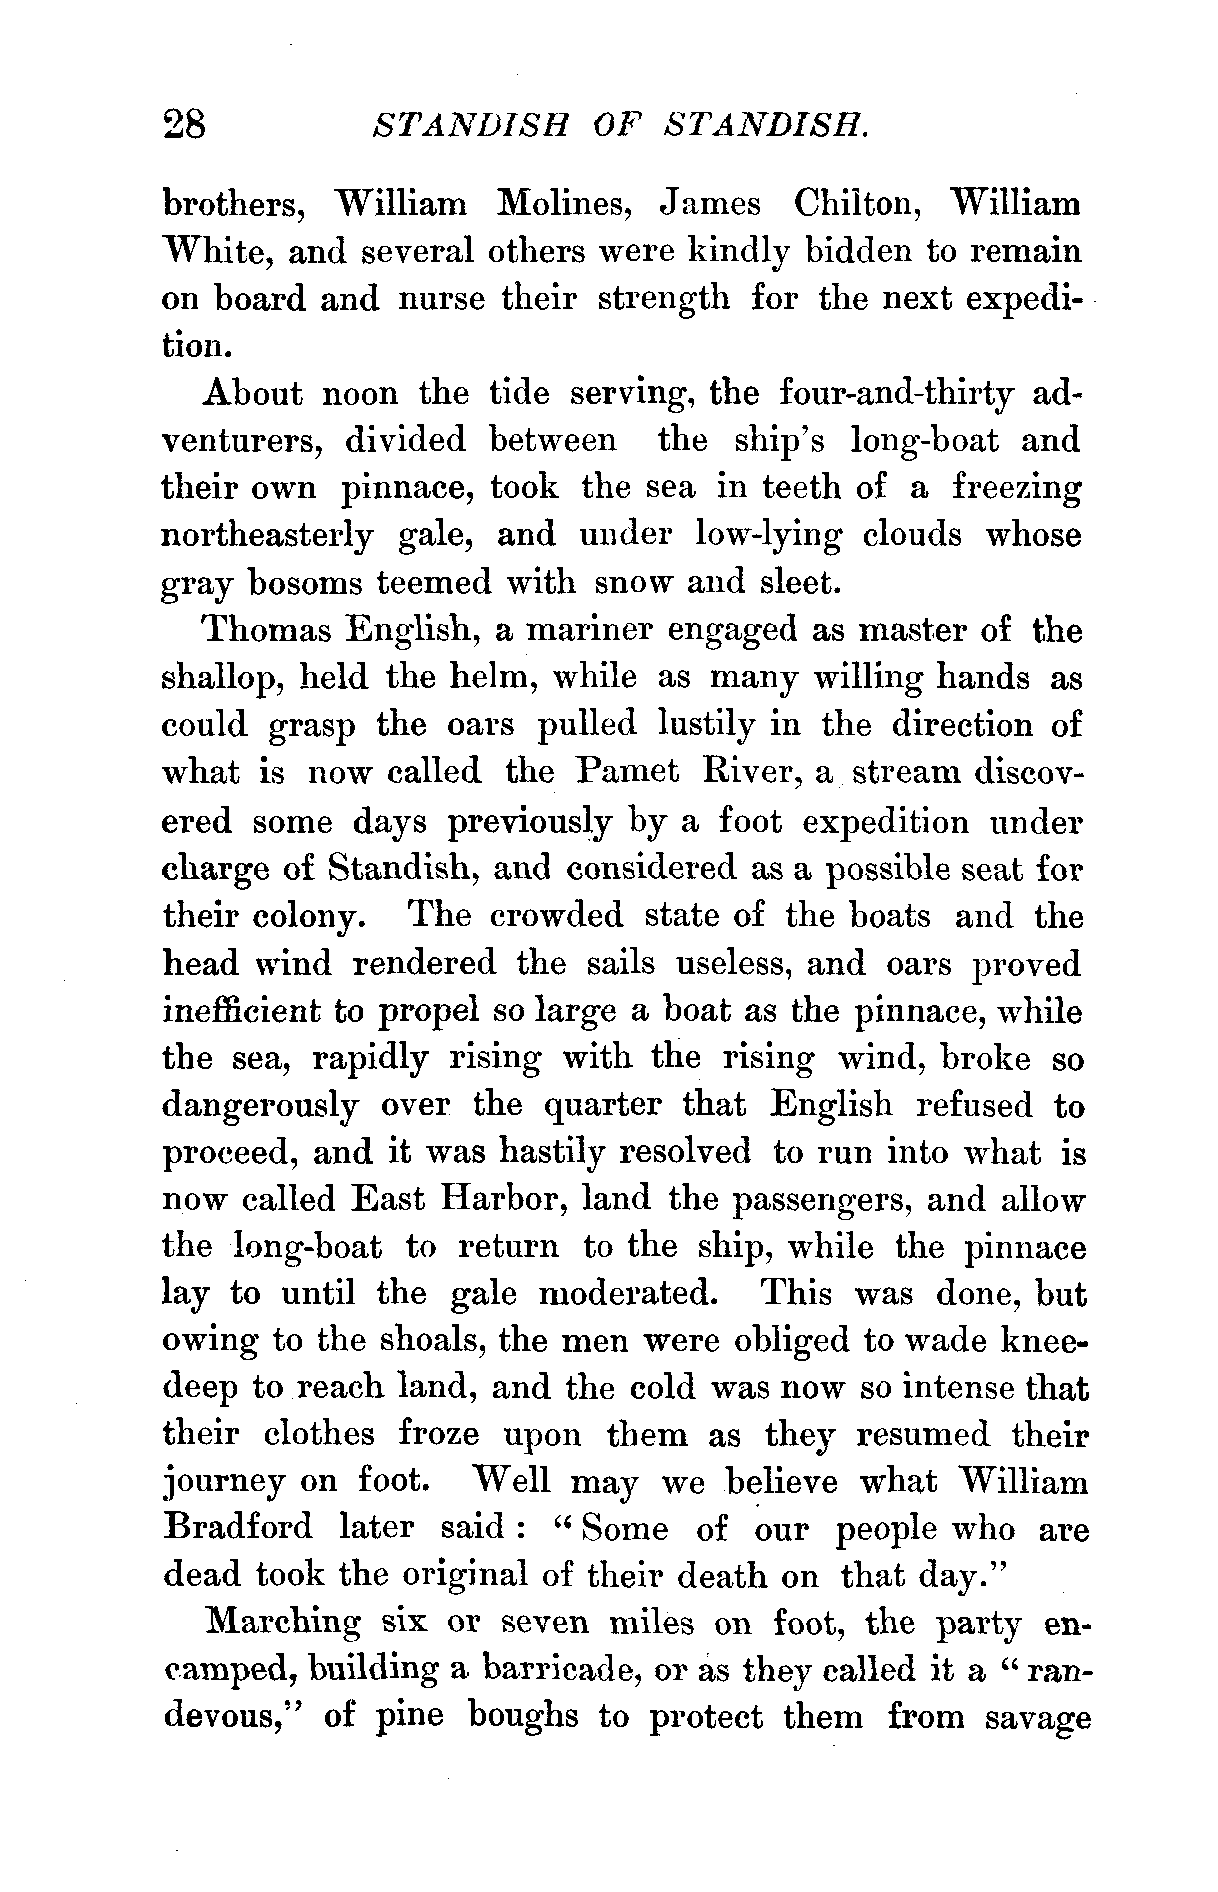 28 STANDISH OF STANDISH.
brothers, William Molines, James Chilton, William
White, and several others were kindly bidden to remain
on board and nurse their strength for the next expedi-
tion.
About noon the tide serving, the four-and-thirty ad-
venturers, divided between the ship's long-boat and
their own pinnace, took the sea in teeth of a freezing
northeasterly gale, and under low-lying clouds whose
gray bosoms teemed with snow and sleet.
Thomas English, a mariner engaged as master of the
shallop, held the helm, while as many willing hands as
could grasp the oars pulled lustily in the direction of
what is now called the Pamet River, a stream discov-
ered some days previously by a foot expedition under
charge of Standish, and considered as a possible seat for
their colony. The crowded state of the boats and the
head wind rendered the sails useless, and oars proved
inefficient to propel so large a boat as the pinnace, while
the sea, rapidly rising with the rising wind, broke so
dangerously over the quarter that English refused to
proceed, and it was hastily resolved to run into what is
now called East Harbor, land the passengers, and allow
the long-boat to return to the ship, while the pinnace
lay to until the gale moderated. This was done, but
owing to the shoals, the men were obliged to wade knee-
deep to reach land, and the cold was now so intense that
their clothes froze upon them as they resumed their
journey on foot. Well may we believe what William
Bradford later said : " Some of our people who are
dead took the original of their death on that day."
Marching six or seven miles on foot, the party en-
camped, building a barricade, or as they called it a " ran-
devous," of pine boughs to protect them from savage